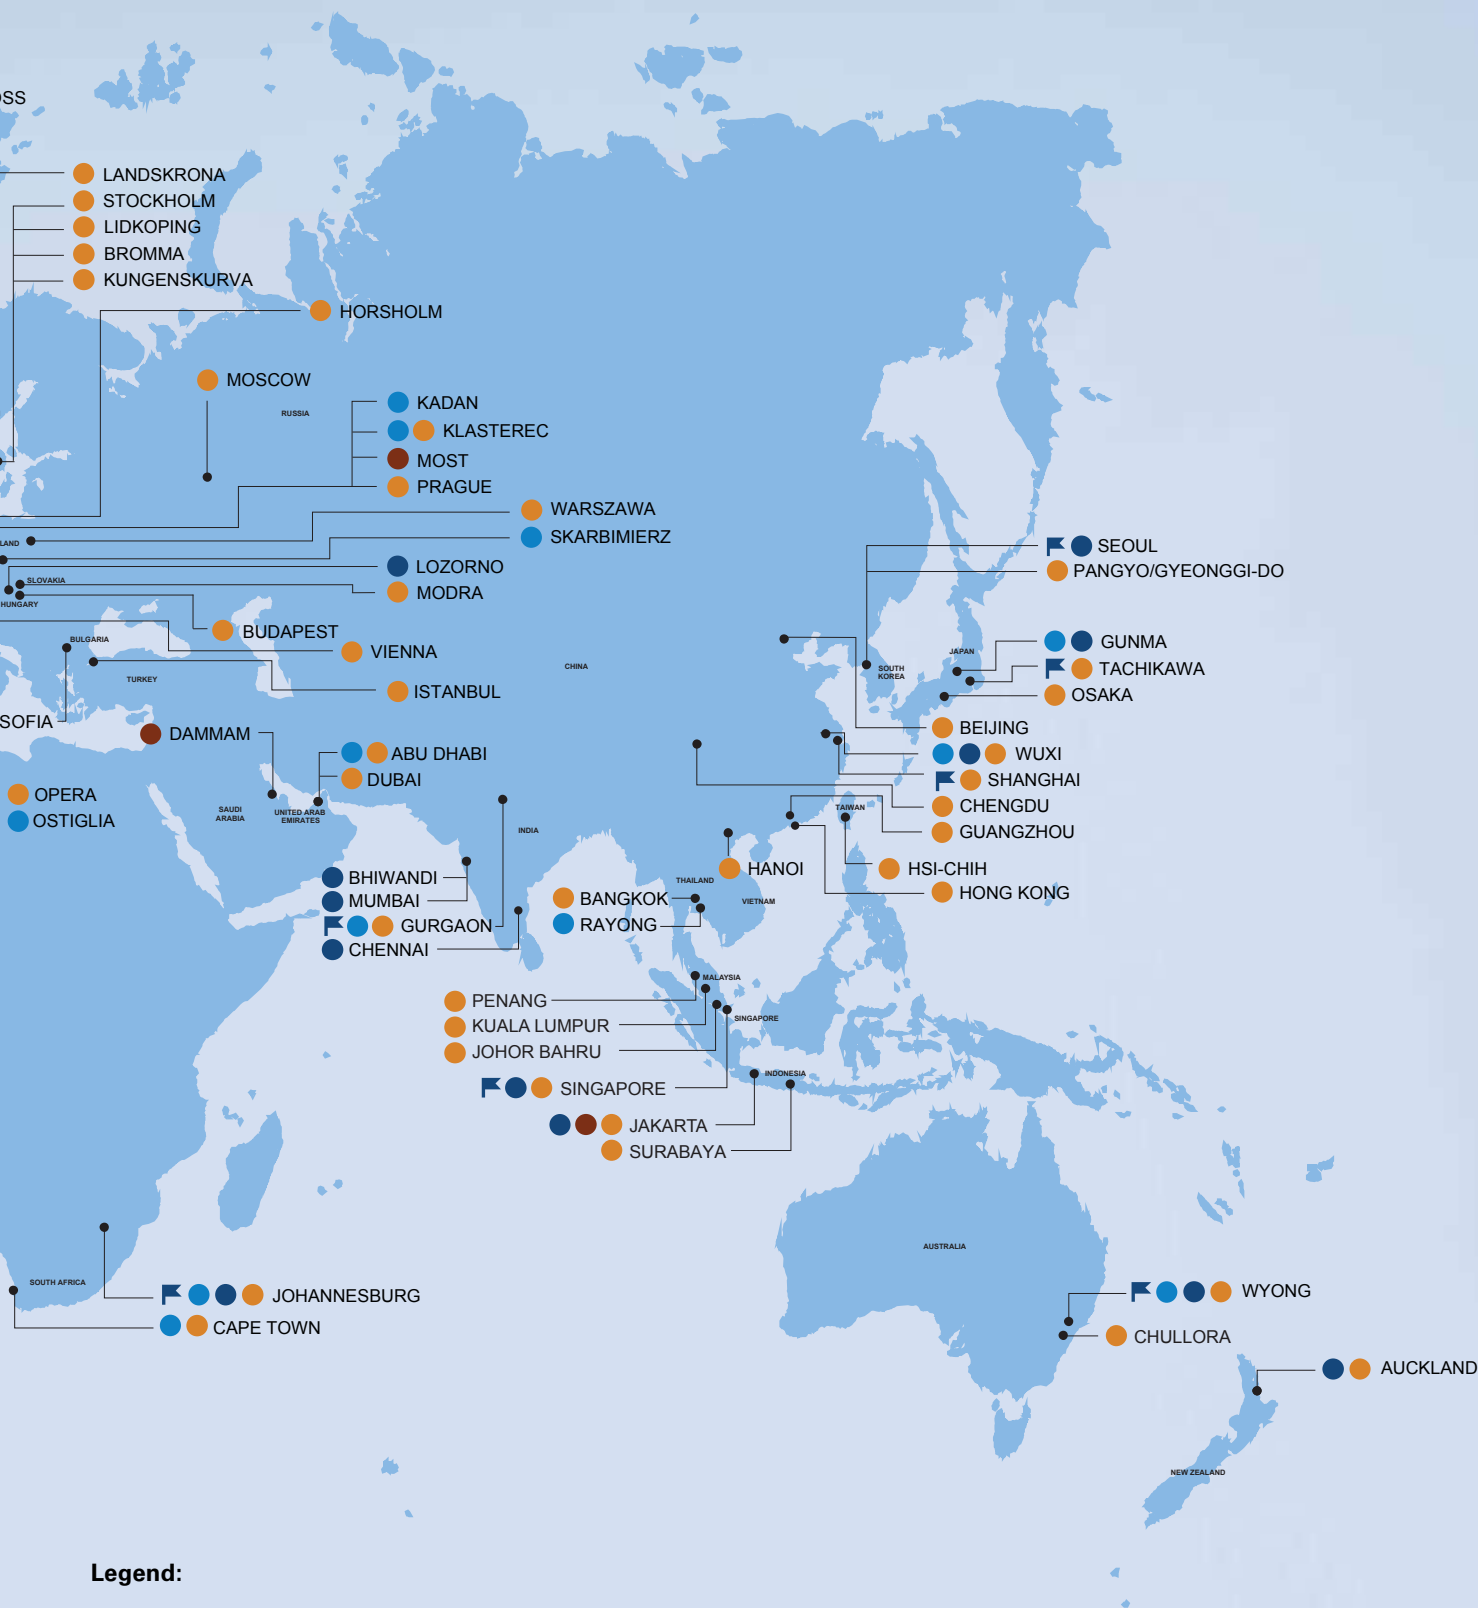 OSS
LANDSKRONA
STOCKHOLM
LIDKOPING
BROMMA
KUNGENSKURVA
HORSHOLM
MOSCOW
RUSSIA
KADAN
KLASTEREC
MOST
PRAGUE
WARSZAWA
SKARBIMIERZ
LAND
LOZORNO
SLOVAKIA
MODRA
HUNGARY
BUDAPEST
BULGARIA
VIENNA
TURKEY
ISTANBUL
CHINA
SOFIA
SEOUL
PANGYO/GYEONGGI-DO
JAPAN
GUNMA
SOUTH
KOREA
TACHIKAWA
OSAKA
DAMMAM
ABU DHABI
DUBAI
BEIJING
WUXI
SHANGHAI
CHENGDU
GUANGZHOU
OPERA
OSTIGLIA
SAUDI
ARABIA
UNITED ARAB
EMIRATES
INDIA
TAIWAN
BHIWANDI
MUMBAI
GURGAON
CHENNAI
HANOI
THAILAND
VIETNAM
BANGKOK
RAYONG
HSI-CHIH
HONG KONG
MALAYSIA
PENANG
KUALA LUMPUR
SINGAPORE
JOHOR BAHRU
SINGAPORE
INDONESIA
JAKARTA
SURABAYA
AUSTRALIA
SOUTH AFRICA
JOHANNESBURG
CAPE TOWN
WYONG
CHULLORA
AUCKLAND
NEW ZEALAND
Legend: